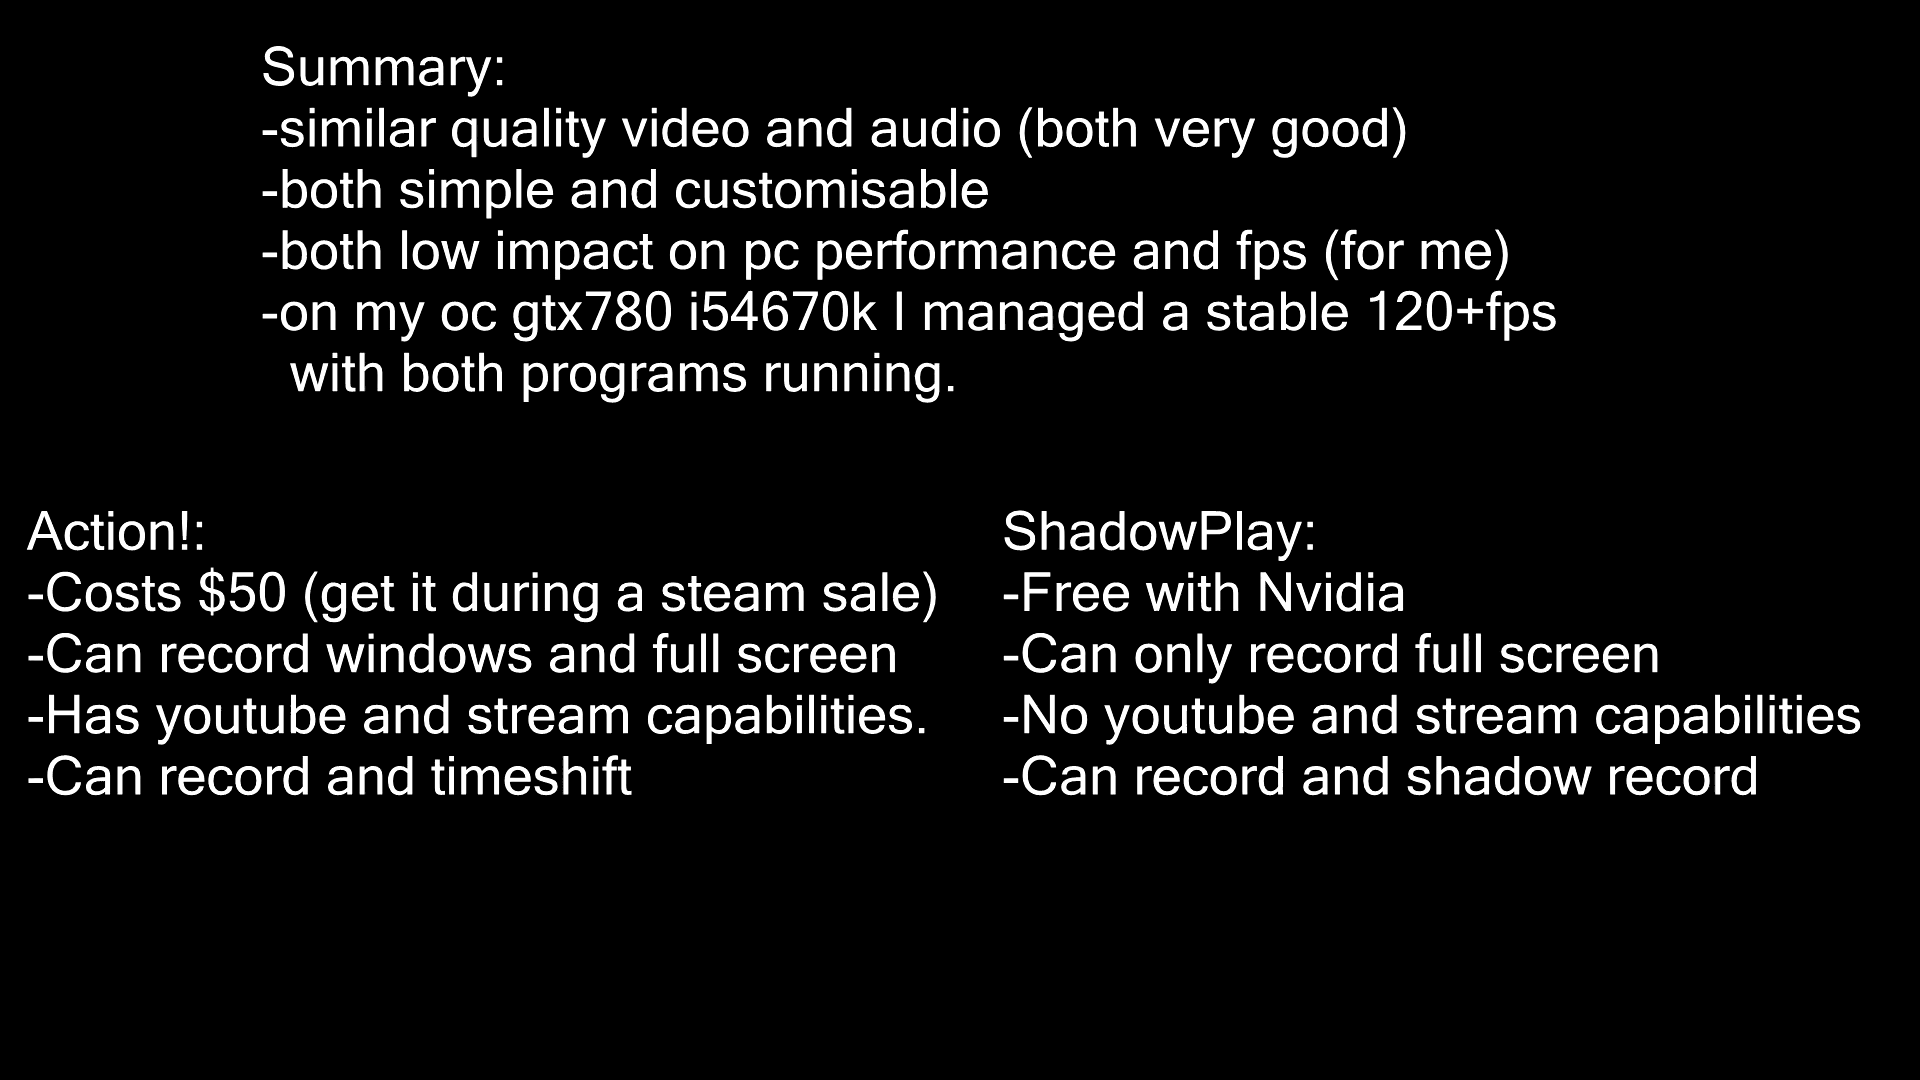 Summary:
-similar quality video and audio (both very good)
-both simple and customisable
-both low impact on pc performance and fps (for me)
-on my oc gtx780 i54670k I managed a stable 120+fps
with both programs running.
Action!:
-Costs $50 (get it during a steam sale)
-Can record windows and full screen
-Has youtube and stream capabilities.
-Can record and timeshift
ShadowPlay:
-Free with Nvidia
-Can only record full screen
-No youtube and stream capabilities
-Can record and shadow record